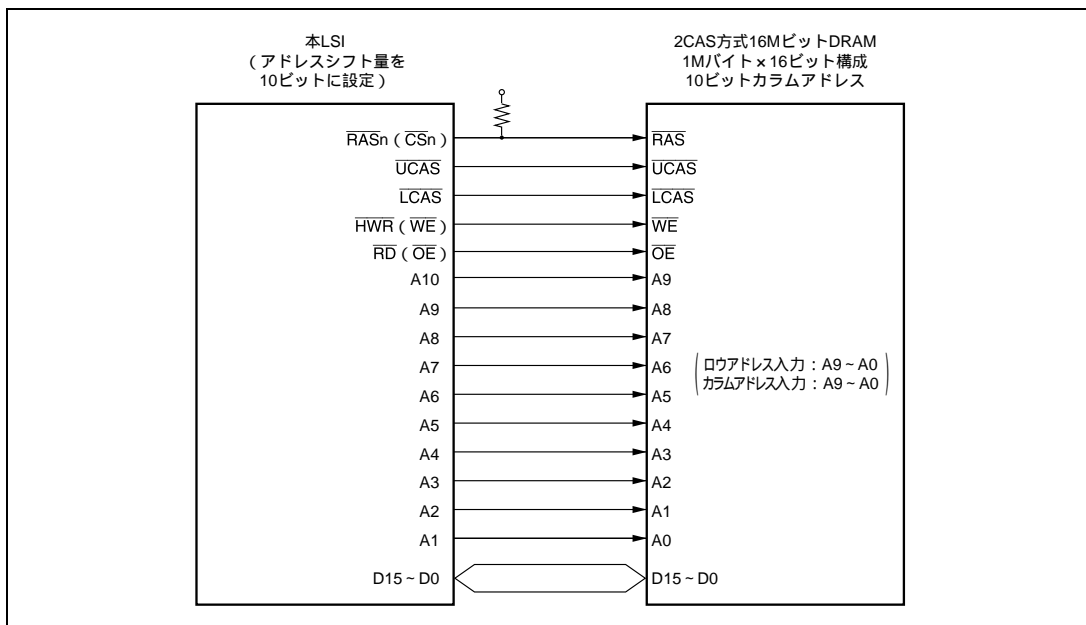 本LSI
（アドレスシフト量を
10ビットに設定）
2CAS方式16MビットDRAM
1Mバイト×16ビット構成
10ビットカラムアドレス
RASn（CSn）
RAS
UCAS
UCAS
LCAS
LCAS
HWR（WE）
WE
RD（OE）
OE
A10
A9
A9
A8
A8
A7
A7
A6
A6
A5
A5
A4
A4
A3
A3
A2
A2
A1
A1
A0
D15～D0
D15～D0
ロウアドレス入力：A9～A0
カラムアドレス入力：A9～A0